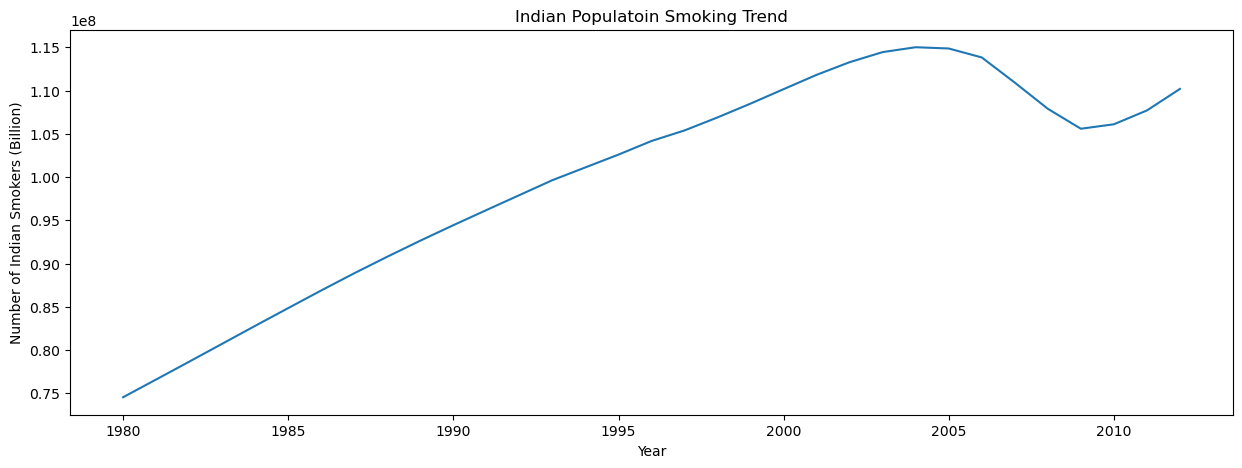 Indian Populatoin Smoking Trend
1e8
Number of Indian Smokers (Billion)
1.15
1.10
1.05
1.00
0.95
0.90
0.85
0.80
0.75
1980 1985 1990 1995 2000 2005 2010
Year